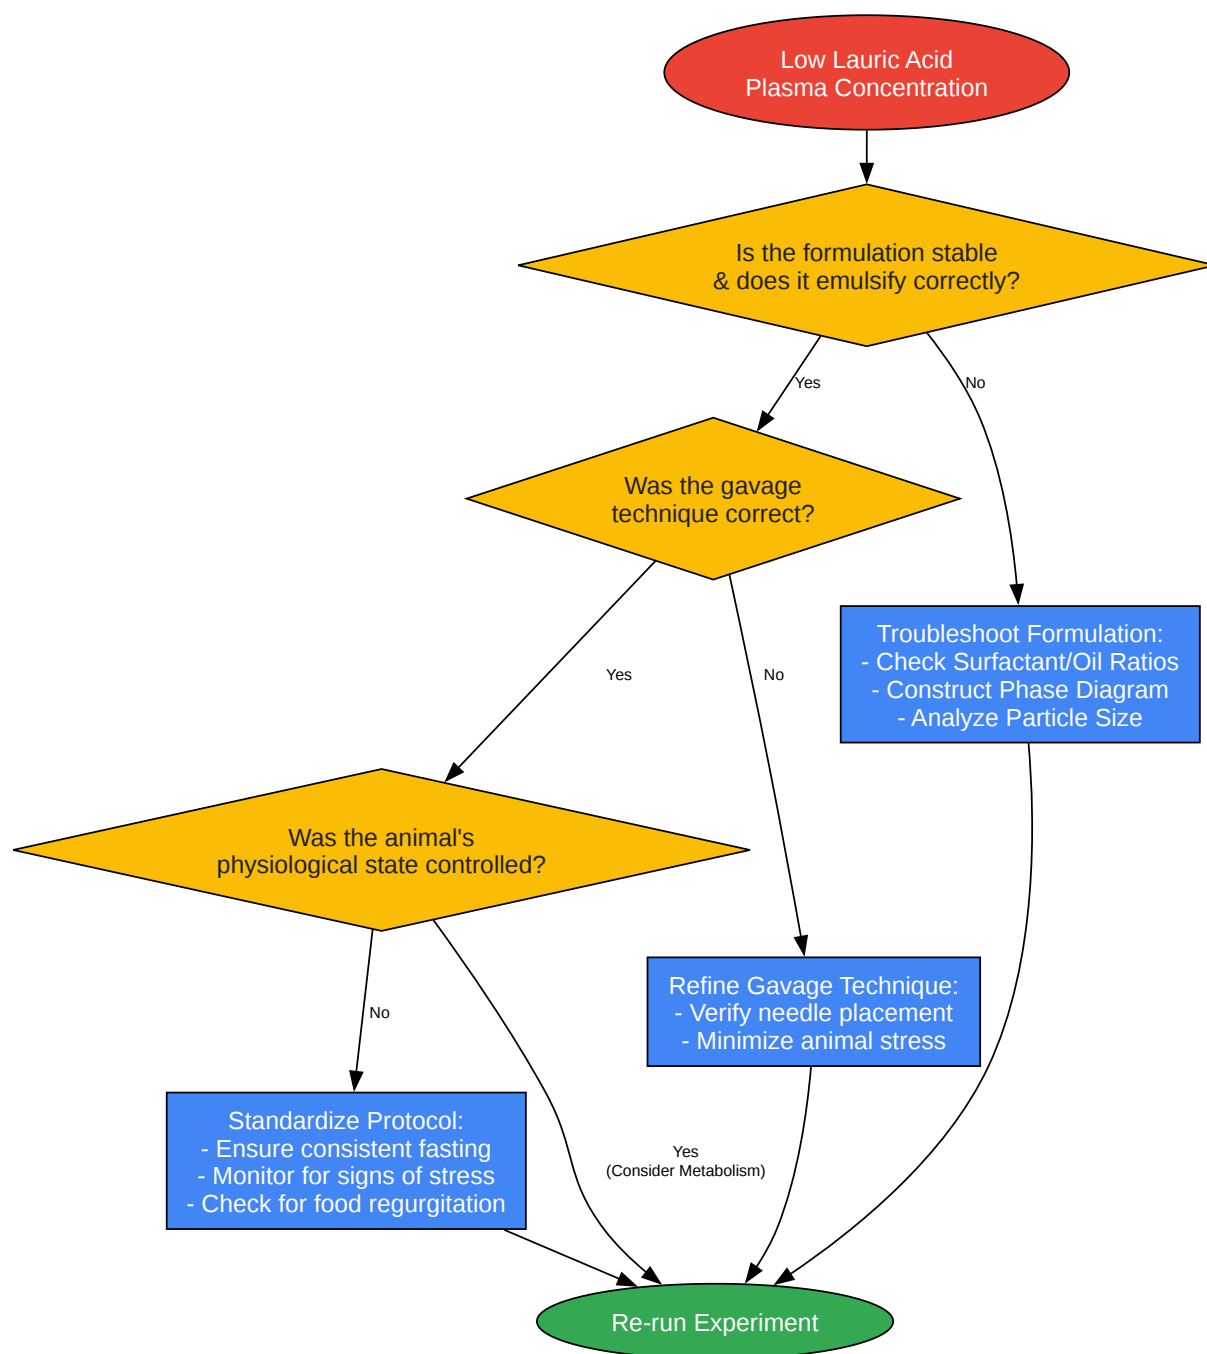 Low Lauric Acid
Plasma Concentration
Is the formulation stable
& does it emulsify correctly?
Yes
No
Was the gavage
technique correct?
Yes
No
Troubleshoot Formulation:
- Check Surfactant/Oil Ratios
- Construct Phase Diagram
- Analyze Particle Size
Was the animal's
physiological state controlled?
No
Refine Gavage Technique:
- Verify needle placement
- Minimize animal stress
Standardize Protocol:
- Ensure consistent fasting
- Monitor for signs of stress
- Check for food regurgitation
Yes
(Consider Metabolism)
Re-run Experiment